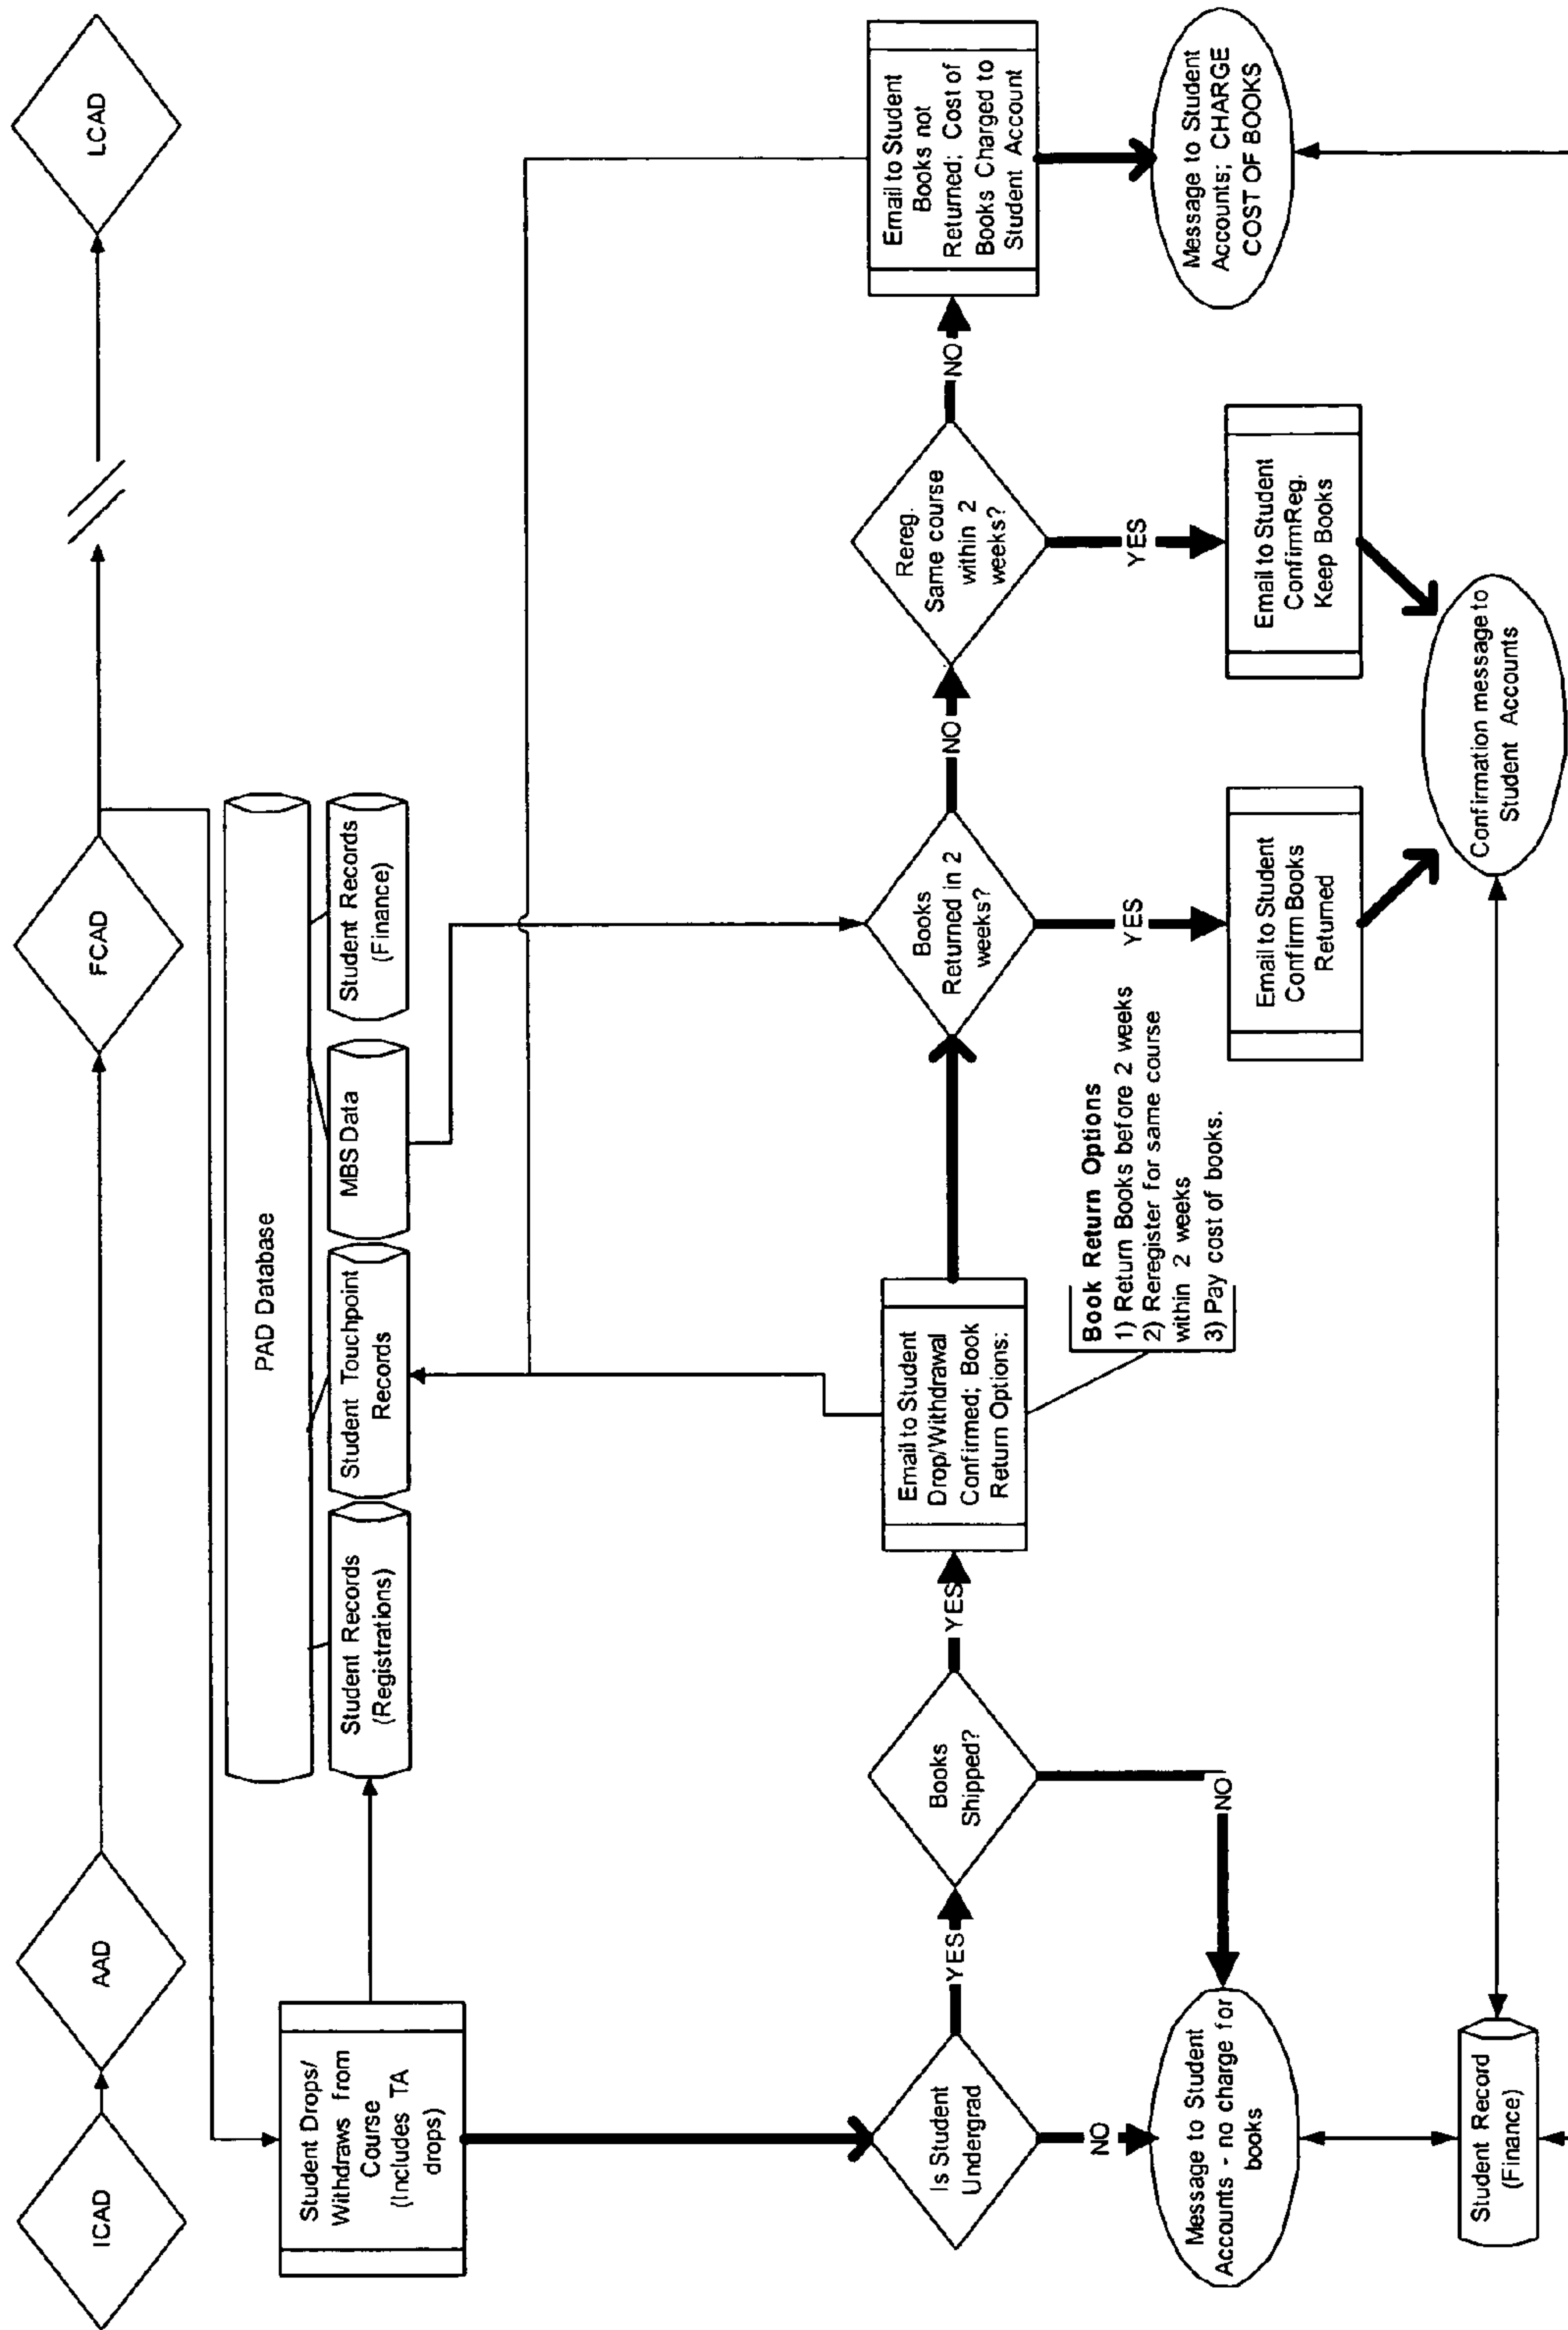 ICAD
AAD
FCAD
LCAD
PAD Database
Student Records
(Registrations)
Student Touchpoint
Records
MBS Data
Student Records
(Finance)
Student Drops/
Withdraws from
Course
(Includes TA
drops)
Is Student
Undergrad
YES
NO
Books
Shipped?
YES
NO
Email to Student
Drop/Withdrawal
Confirmed; Book
Return Options:
Book Return Options
1) Return Books before 2 weeks
2) Reregister for same course
within 2 weeks
3) Pay cost of books.
Books
Returned in 2
weeks?
NO
YES
Rereg.
Same course
within 2
weeks?
NO
YES
Email to Student
Books not
Returned; Cost of
Books Charged to
Student Account
Message to Student
Accounts - no charge for
books
Email to Student
Confirm Books
Returned
Email to Student
ConfirmReg,
Keep Books
Message to Student
Accounts; CHARGE
COST OF BOOKS
Student Record
(Finance)
Confirmation message to
Student Accounts